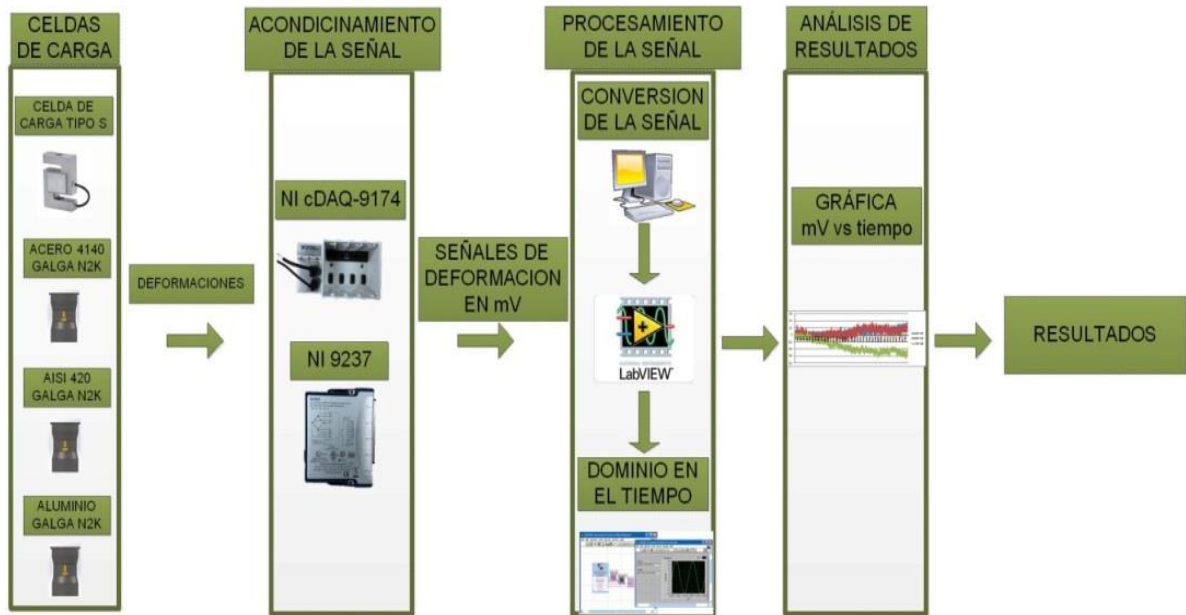 CELDAS
DE CARGA
CELDA DE
CARGA TIPO S
ACERO 4140
GALGA N2K
AISI 420
GALGA N2K
ALUMINIO
GALGA N2K
DEFORMACIONES
ACONDICINAMIENTO
DE LA SEÑAL
NI cDAQ-9174
NI 9237
SEÑALES DE
DEFORMACION
EN mV
PROCESAMIENTO
DE LA SEÑAL
CONVERSION
DE LA SEÑAL
LabVIEW
DOMINIO EN
EL TIEMPO
ANÁLISIS DE
RESULTADOS
GRÁFICA
mV vs tiempo
RESULTADOS